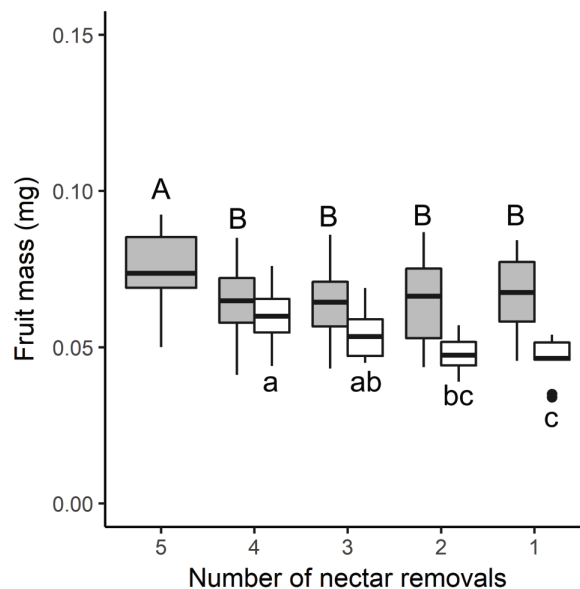 0.15
A
0.10
B B B B
Fruit mass (mg)
0.05
a ab bc
c
0.00
5 4 3 2 1
Number of nectar removals